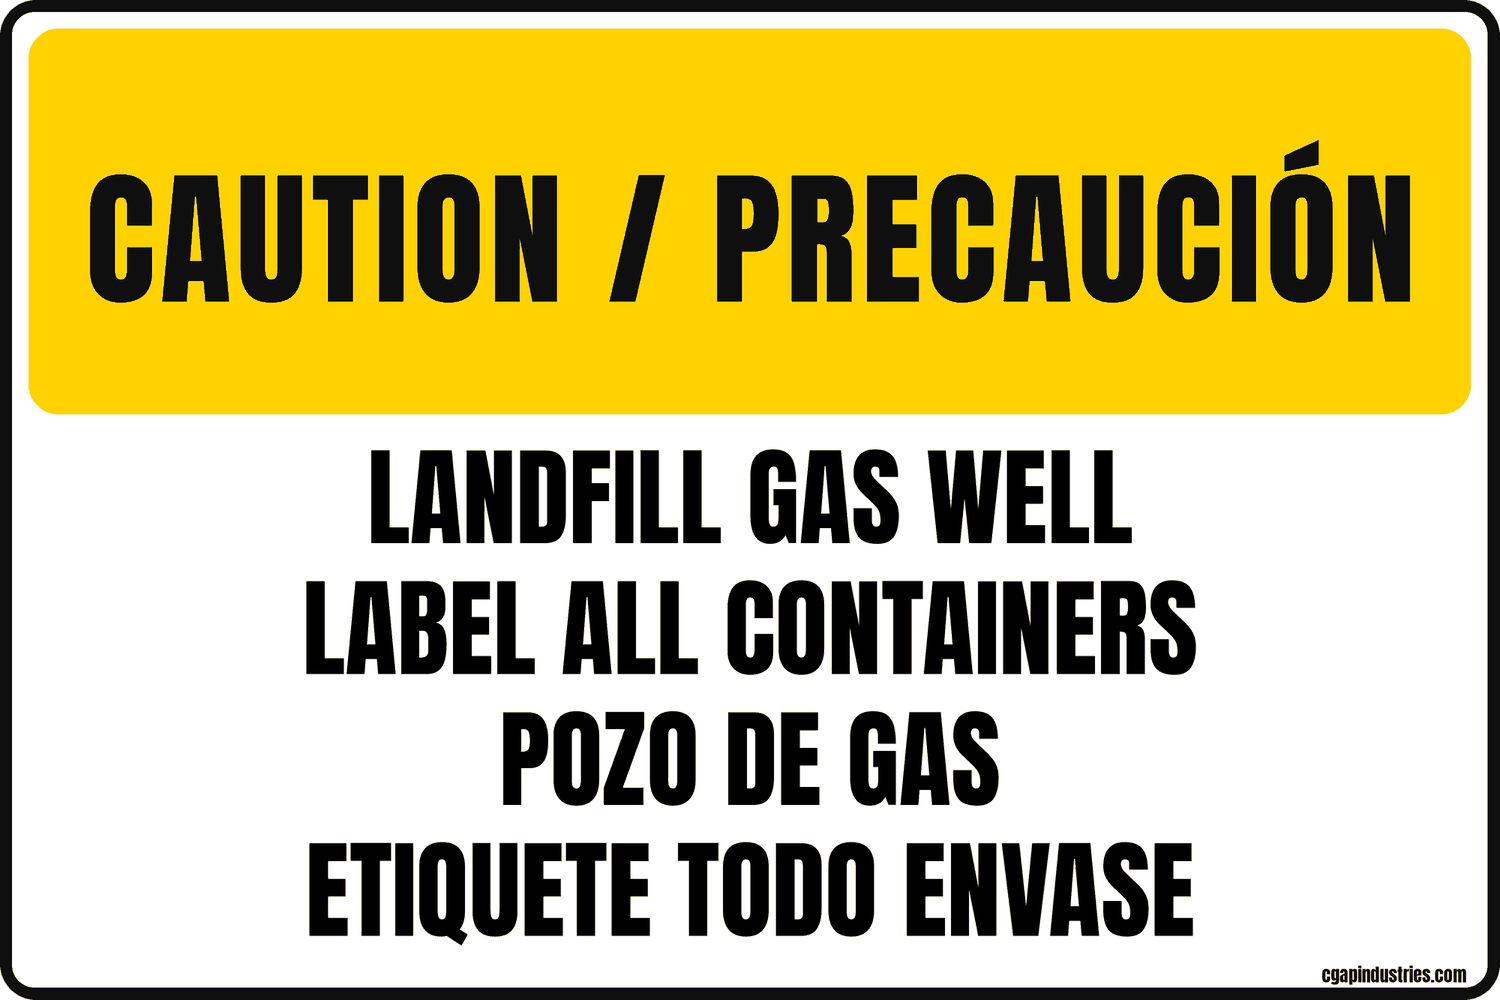 CAUTION / PRECAUCIÓN
LANDFILL GAS WELL
LABEL ALL CONTAINERS
POZO DE GAS
ETIQUETE TODO ENVASE
cgapindustries.com